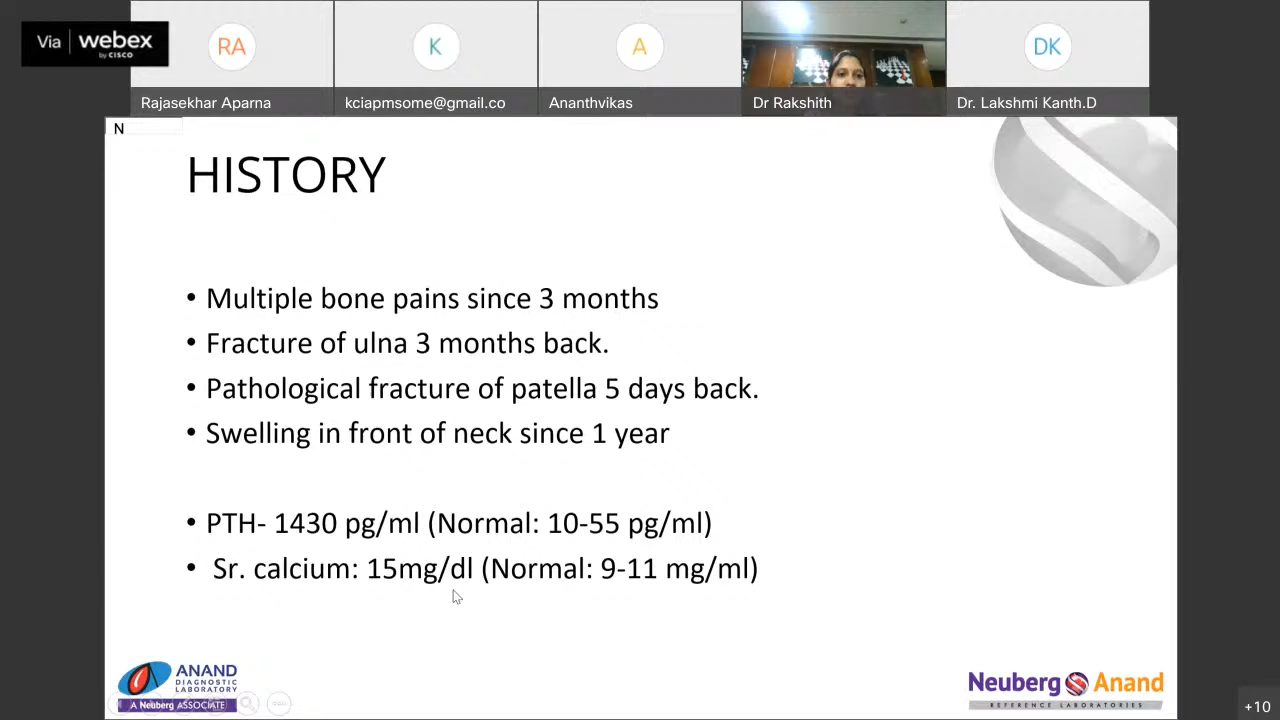 Via webex
by CISCO
RA
K
A
DK
Rajasekhar Aparna
kciapmsome@gmail.co
Ananthvikas
Dr Rakshith
Dr. Lakshmi Kanth.D
N
HISTORY
• Multiple bone pains since 3 months
• Fracture of ulna 3 months back.
• Pathological fracture of patella 5 days back.
• Swelling in front of neck since 1 year
• PTH- 1430 pg/ml (Normal: 10-55 pg/ml)
• Sr. calcium: 15mg/dl (Normal: 9-11 mg/ml)
ANAND
DIAGNOSTIC
LABORATORY
A Neuberg ASSOCIATE
Neuberg Anand
REFERENCE LABORATORIES
+10